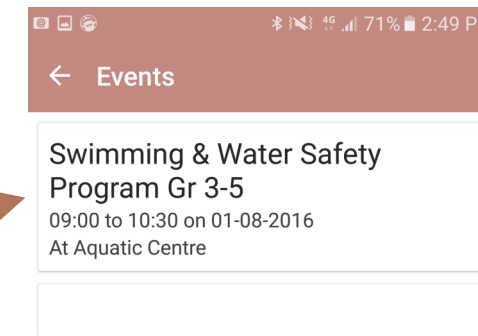 4G 71% 2:49 P
Events
Swimming & Water Safety
Program Gr 3-5
09:00 to 10:30 on 01-08-2016
At Aquatic Centre